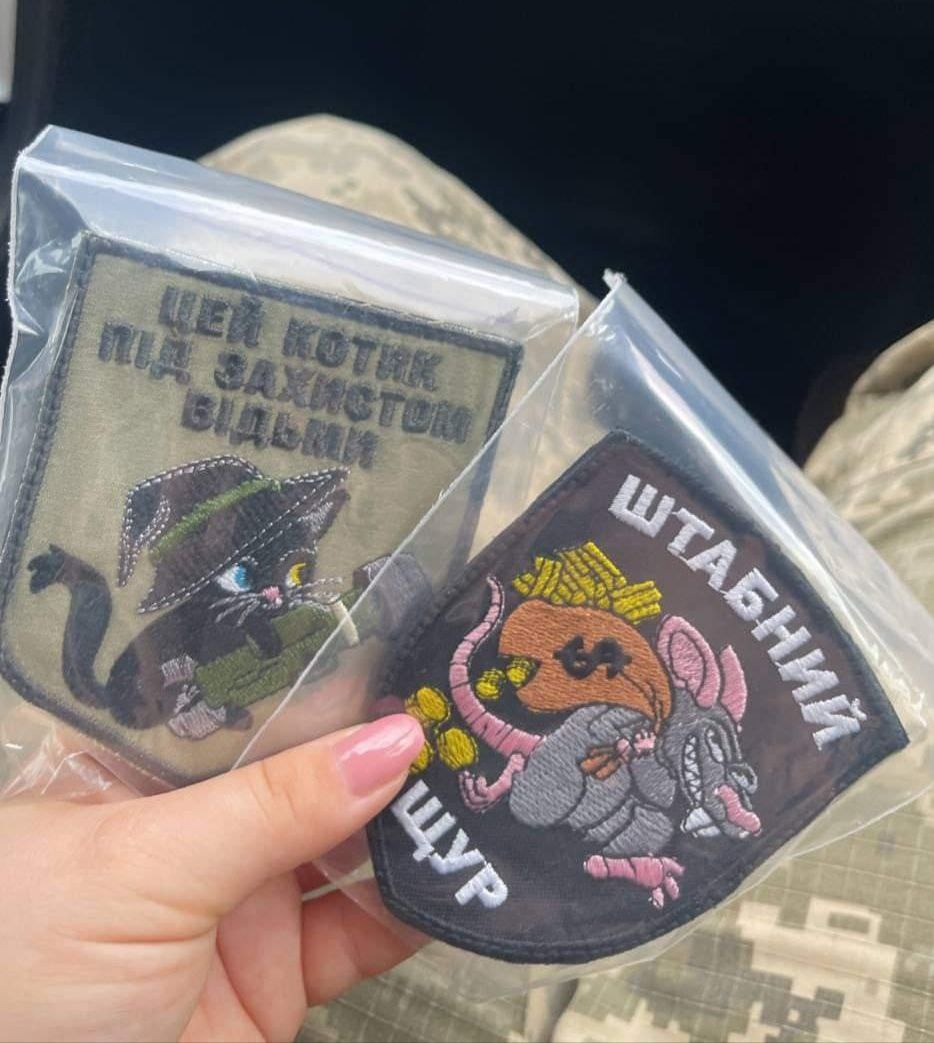 ЦЕЙ КОТИК
ПІД ЗАХИСТОМ
ВІДЬМИ
ШТАБНИЙ
$
ЩУР